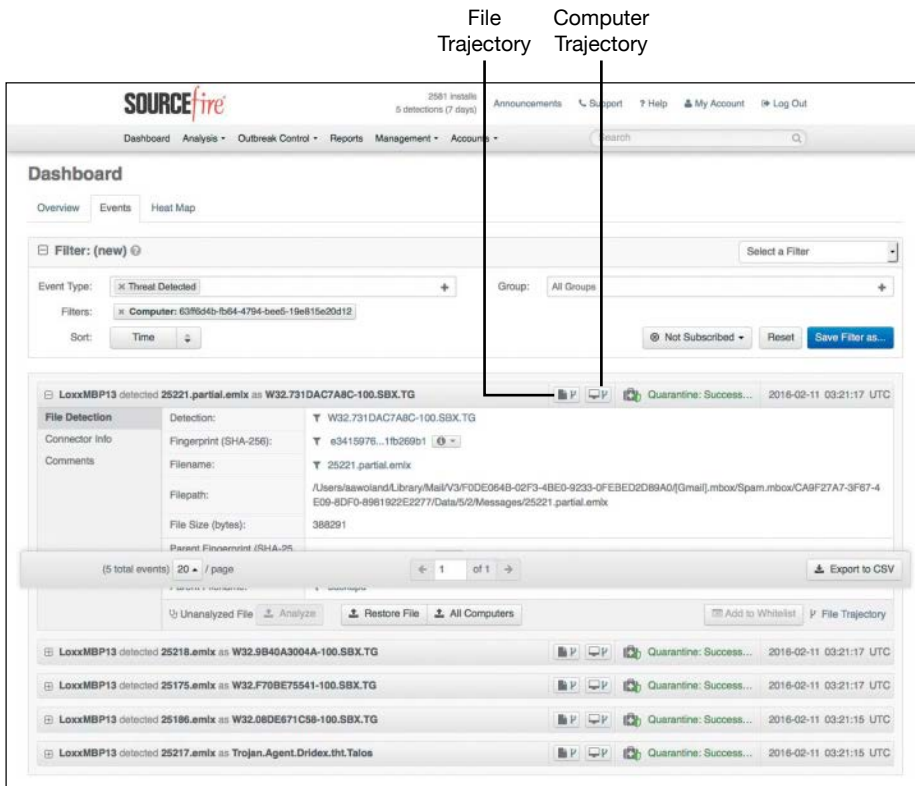 File Trajectory
Computer Trajectory
SOURCEfire
2581 installs
5 detections (7 days)
Announcements Support ? Help My Account Log Out
Dashboard Analysis Outbreak Control Reports Management Accounts
Search
Dashboard
Overview Events Heat Map
Filter: (new)
Select a Filter
Event Type: × Threat Detected + Group: All Groups +
Filters: × Computer: 63ff6d4b-fb64-4794-bee5-19e815e20d12
Sort: Time Not Subscribed Reset Save Filter as...
LoxxMBP13 detected 25221.partial.emlx as W32.731DAC7A8C-100.SBX.TG Quarantine: Success... 2016-02-11 03:21:17 UTC
File Detection Detection: W32.731DAC7A8C-100.SBX.TG
Connector Info Fingerprint (SHA-256): e3415976...1fb269b1
Comments Filename: 25221.partial.emlx
Filepath: /Users/aawoland/Library/Mail/V3/F0DE064B-02F3-4BE0-9233-0FEBED2D89A0/[Gmail].mbox/Spam.mbox/CA9F27A7-3F67-4
E09-8DF0-8981922E2277/Data/5/2/Messages/25221.partial.emlx
File Size (bytes): 388291
Parent Fingerprint (SHA-25
(5 total events) 20 / page 1 of 1 Export to CSV
Unanalyzed File Analyze Restore File All Computers Add to Whitelist File Trajectory
LoxxMBP13 detected 25218.emlx as W32.9B40A3004A-100.SBX.TG Quarantine: Success... 2016-02-11 03:21:17 UTC
LoxxMBP13 detected 25175.emlx as W32.F70BE75541-100.SBX.TG Quarantine: Success... 2016-02-11 03:21:17 UTC
LoxxMBP13 detected 25186.emlx as W32.08DE671C58-100.SBX.TG Quarantine: Success... 2016-02-11 03:21:15 UTC
LoxxMBP13 detected 25217.emlx as Trojan.Agent.Dridex.tht.Talos Quarantine: Success... 2016-02-11 03:21:15 UTC